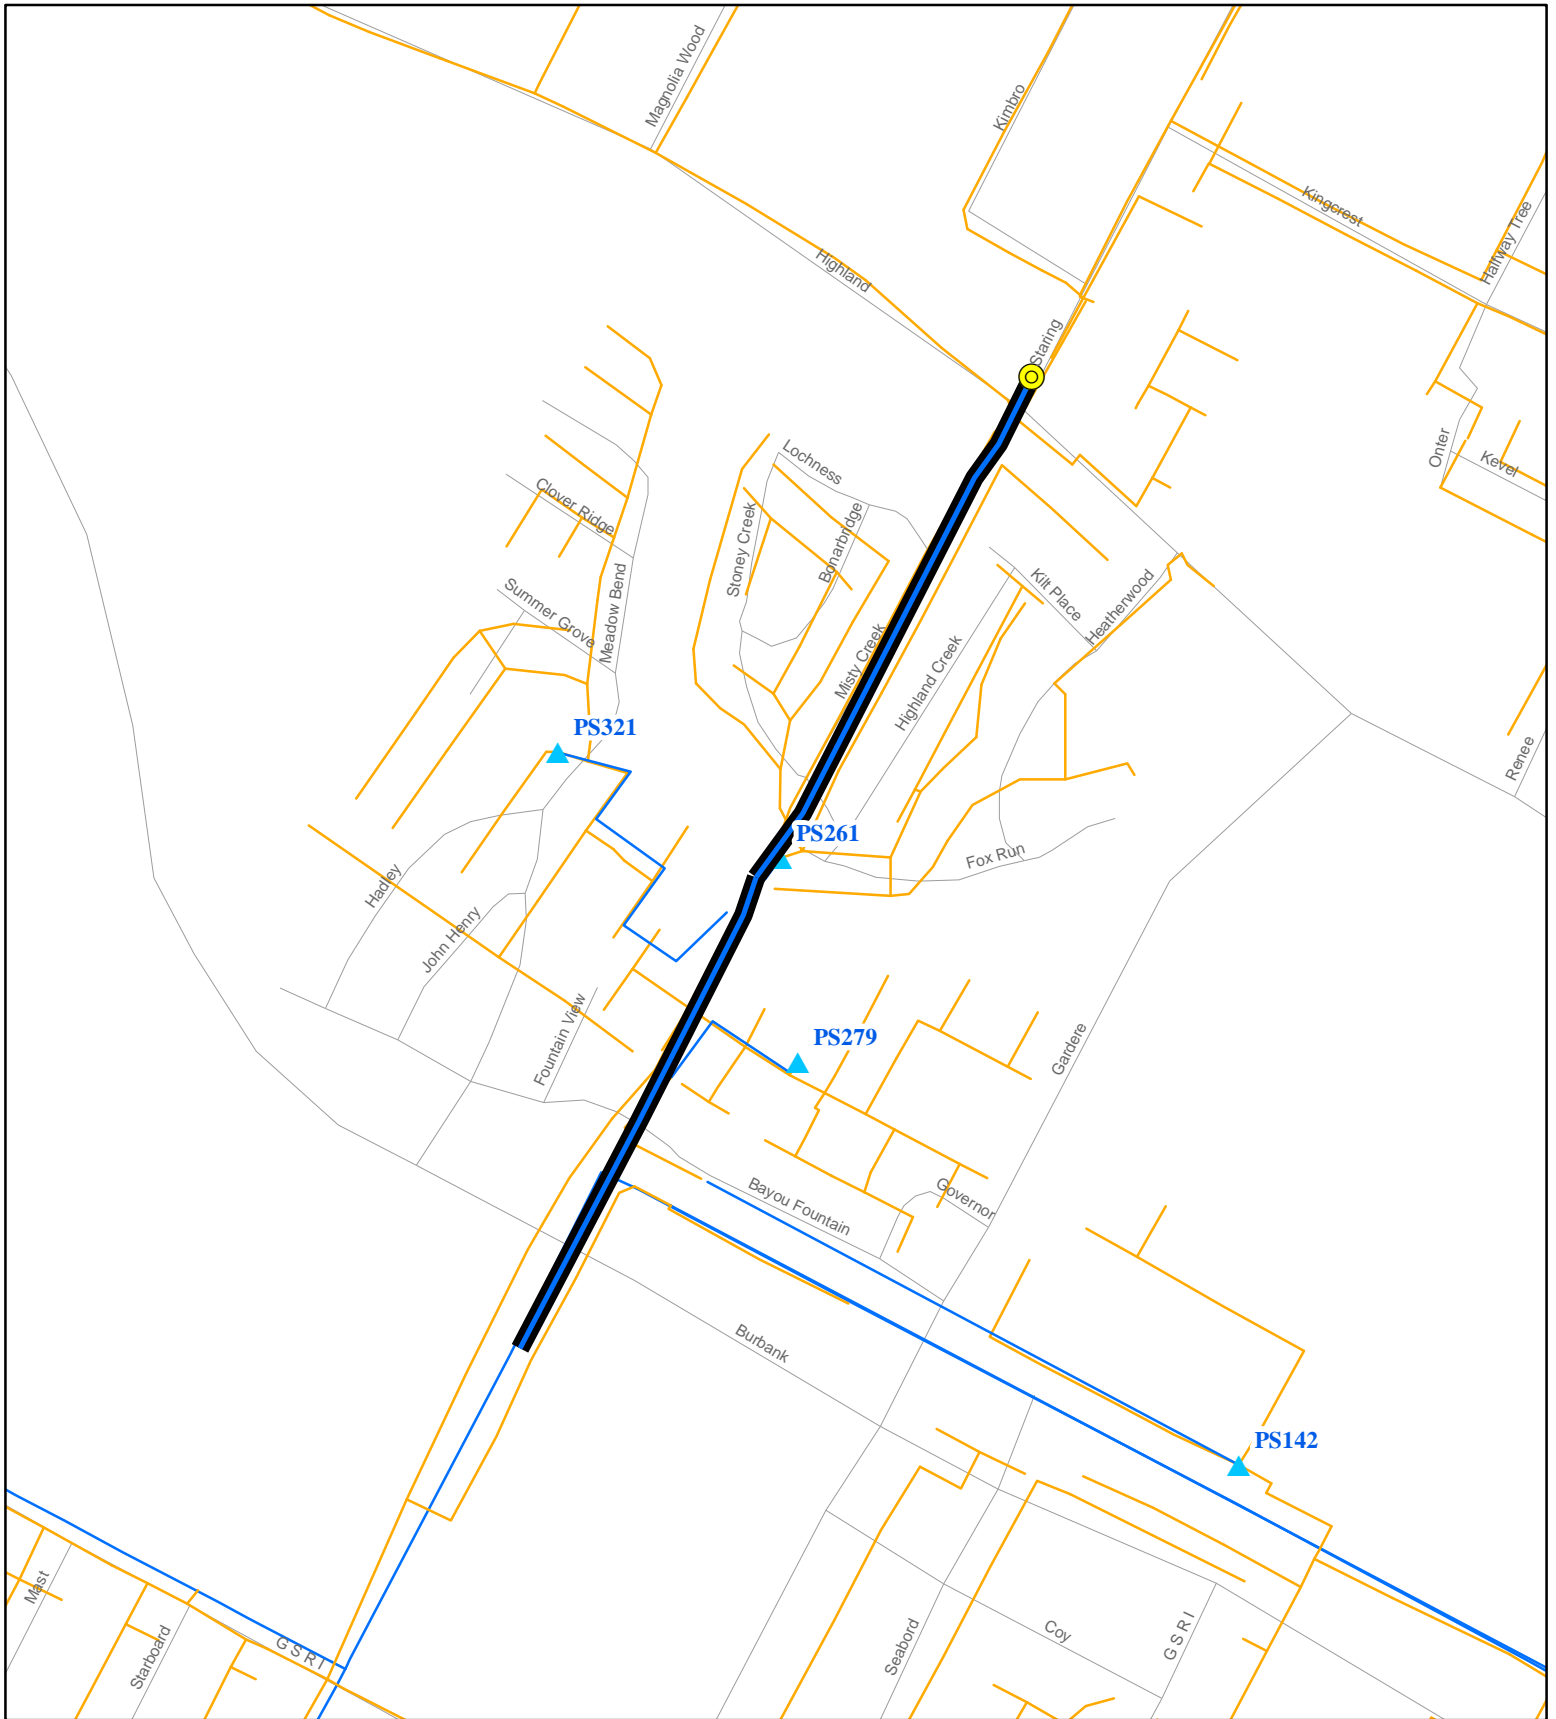 Magnolia Wood
Kimbro
Kingcrest
Halfway Tree
Highland
Staring
Lochness
Onter
Kevel
Clover Ridge
Stoney Creek
Bonarbridge
Summer Grove
Meadow Bend
Kilt Place
Heatherwood
Misty Creek
Highland Creek
PS321
Renee
PS261
Fox Run
Hadley
John Henry
Fountain View
PS279
Gardere
Bayou Fountain
Governor
Burbank
PS142
Mast
Starboard
G S R I
Seabord
Coy
G S R I